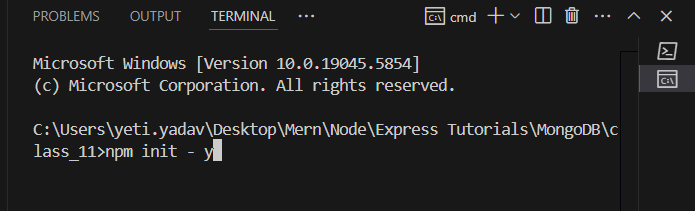 PROBLEMS OUTPUT TERMINAL cmd
Microsoft Windows [Version 10.0.19045.5854]
(c) Microsoft Corporation. All rights reserved.
C:\Users\yeti.yadav\Desktop\Mern\Node\Express Tutorials\MongoDB\c
lass_11>npm init - y